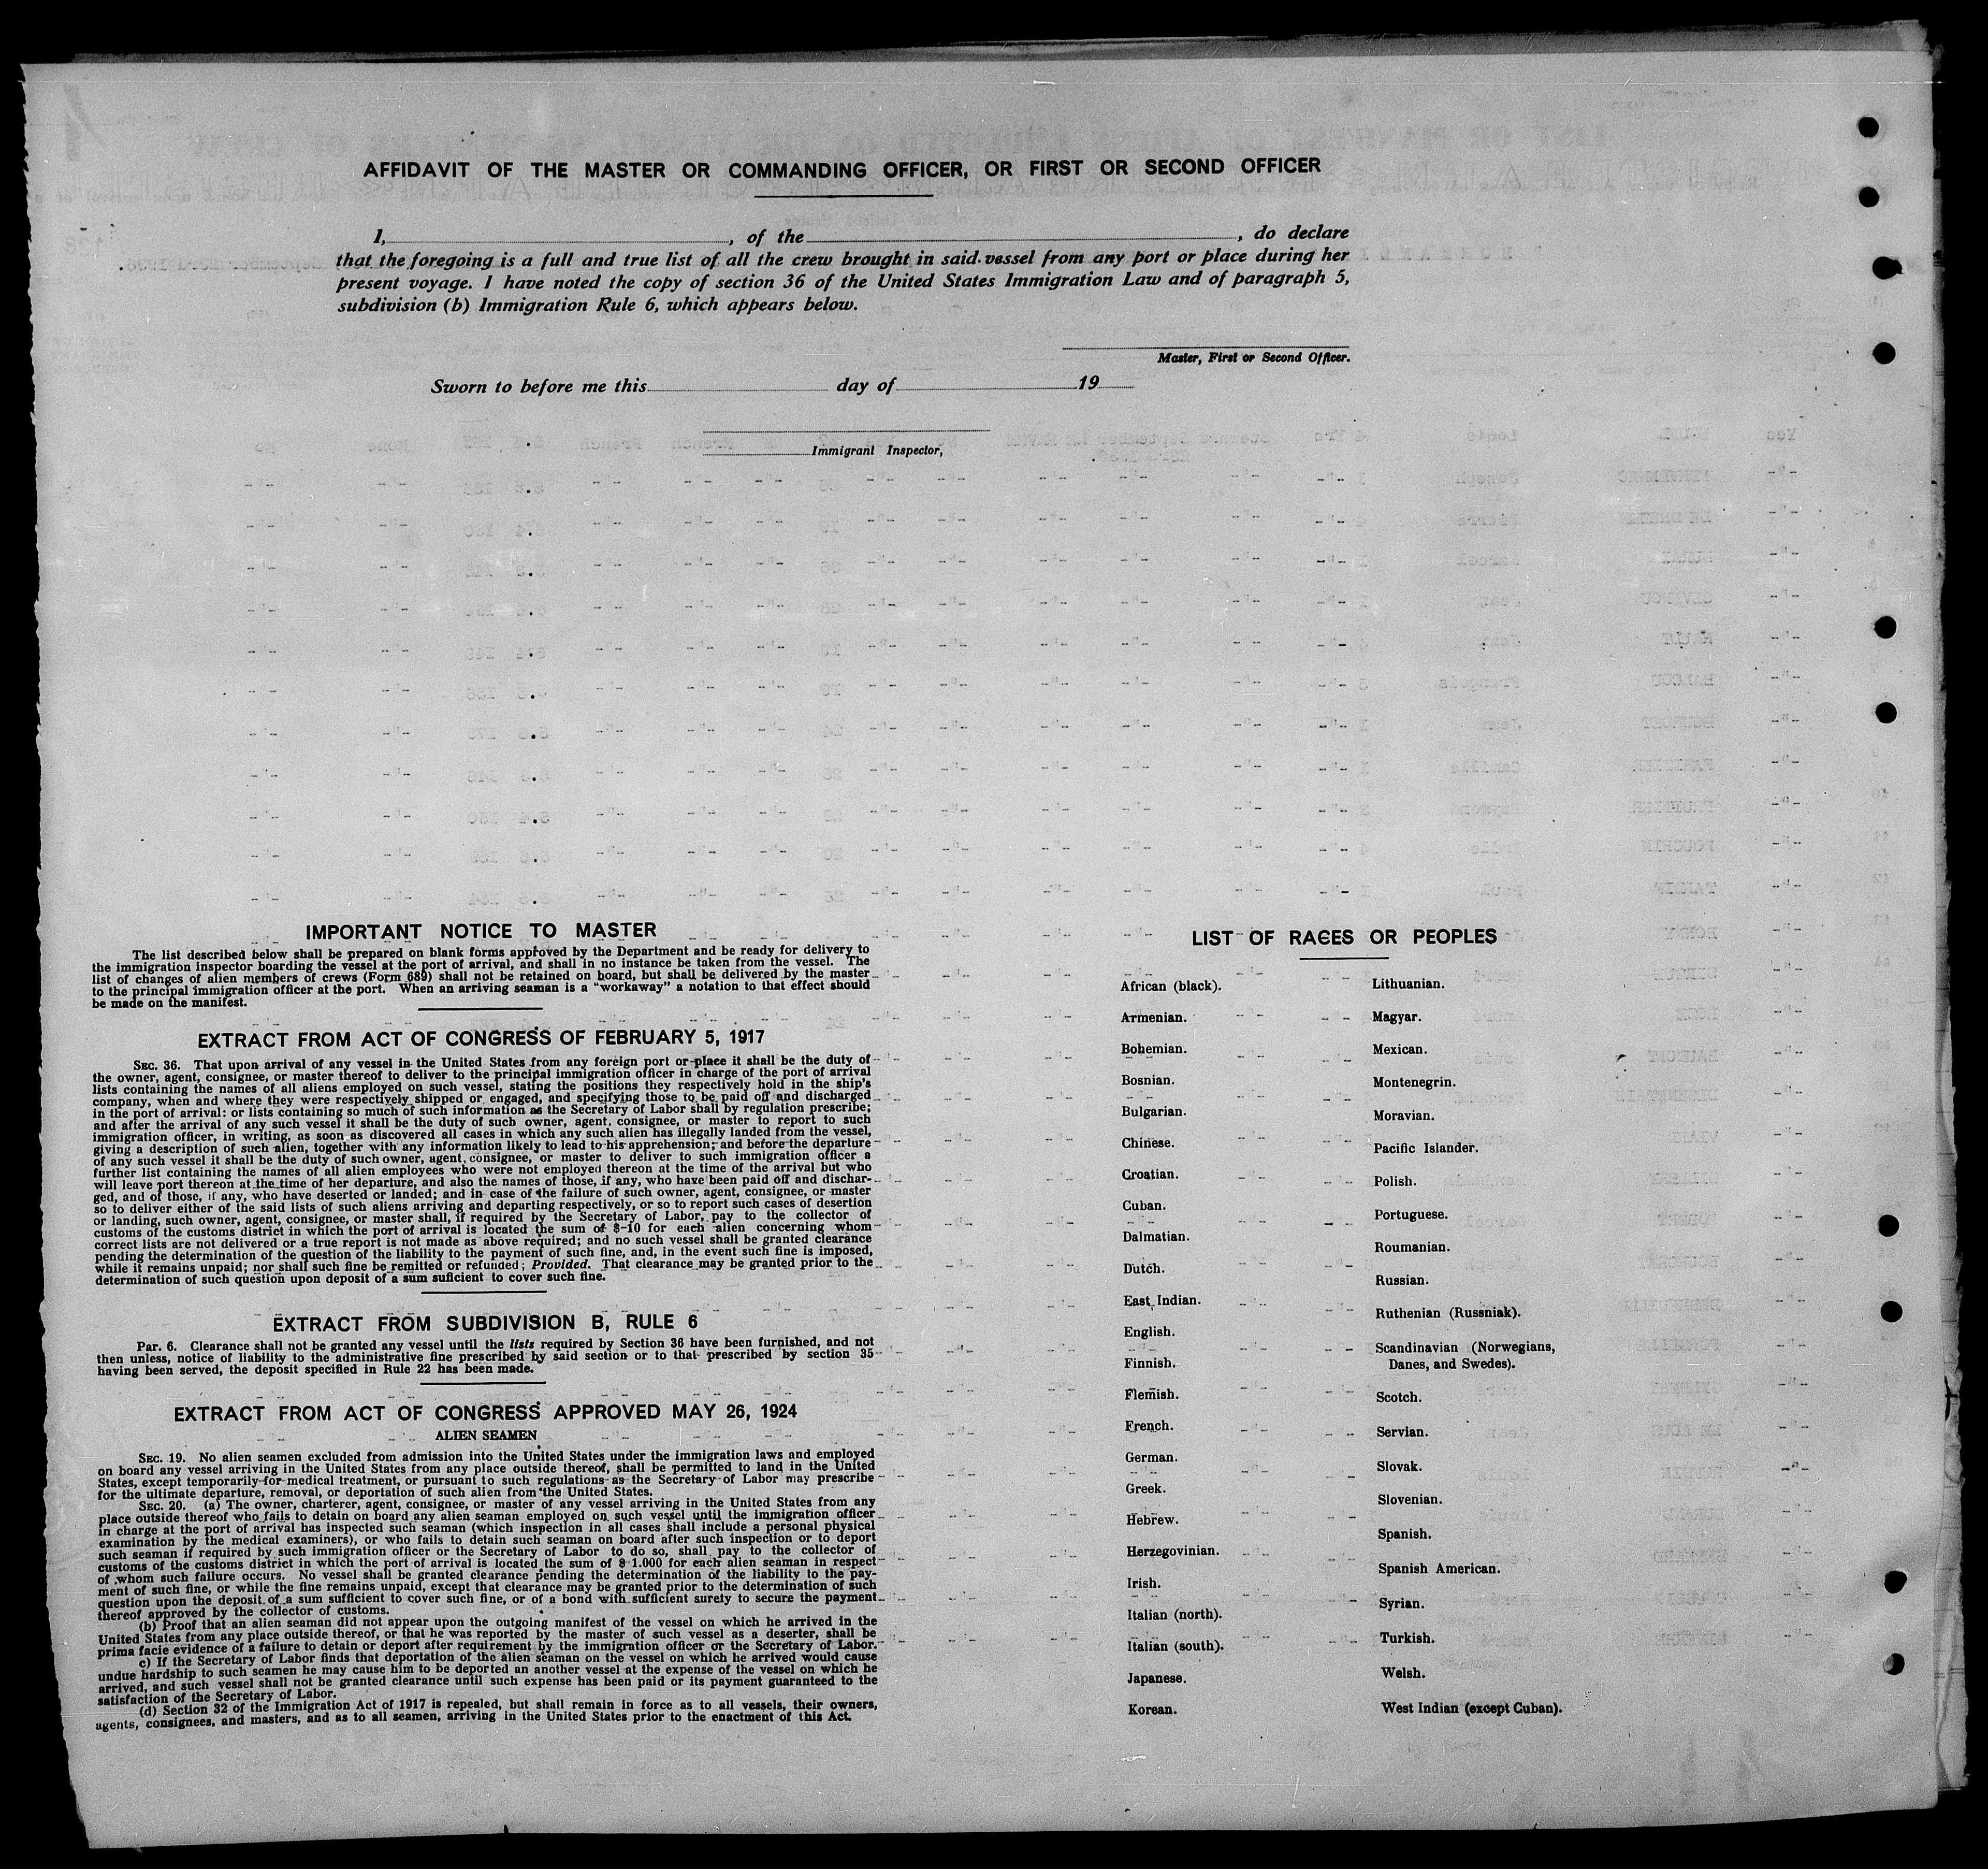 AFFIDAVIT OF THE MASTER OR COMMANDING OFFICER, OR FIRST OR SECOND OFFICER
I, , of the , do declare
that the foregoing is a full and true list of all the crew brought in said vessel from any port or place during her
present voyage. I have noted the copy of section 36 of the United States Immigration Law and of paragraph 5,
subdivision (b) Immigration Rule 6, which appears below.
Master, First or Second Officer.
Sworn to before me this day of 19
Immigrant Inspector,
IMPORTANT NOTICE TO MASTER
The list described below shall be prepared on blank forms approved by the Department and be ready for delivery to
the immigration inspector boarding the vessel at the port of arrival, and shall in no instance be taken from the vessel. The
list of changes of alien members of crews (Form 689) shall not be retained on board, but shall be delivered by the master
to the principal immigration officer at the port. When an arriving seaman is a "workaway" a notation to that effect should
be made on the manifest.
EXTRACT FROM ACT OF CONGRESS OF FEBRUARY 5, 1917
SEC. 36. That upon arrival of any vessel in the United States from any foreign port or place it shall be the duty of
the owner, agent, consignee, or master thereof to deliver to the principal immigration officer in charge of the port of arrival
lists containing the names of all aliens employed on such vessel, stating the positions they respectively hold in the ship's
company, when and where they were respectively shipped or engaged, and specifying those to be paid off and discharged
in the port of arrival: or lists containing so much of such information as the Secretary of Labor shall by regulation prescribe;
and after the arrival of any such vessel it shall be the duty of such owner, agent, consignee, or master to report to such
immigration officer, in writing, as soon as discovered all cases in which any such alien has illegally landed from the vessel,
giving a description of such alien, together with any information likely to lead to his apprehension; and before the departure
of any such vessel it shall be the duty of such owner, agent, consignee, or master to deliver to such immigration officer a
further list containing the names of all alien employees who were not employed thereon at the time of the arrival but who
will leave port thereon at the time of her departure, and also the names of those, if any, who have been paid off and dischar-
ged, and of those, if any, who have deserted or landed; and in case of the failure of such owner, agent, consignee, or master
so to deliver either of the said lists of such aliens arriving and departing respectively, or so to report such cases of desertion
or landing, such owner, agent, consignee, or master shall, if required by the Secretary of Labor, pay to the collector of
customs of the customs district in which the port of arrival is located the sum of $-10 for each alien concerning whom
correct lists are not delivered or a true report is not made as above required; and no such vessel shall be granted clearance
pending the determination of the question of the liability to the payment of such fine, and, in the event such fine is imposed,
while it remains unpaid; nor shall such fine be remitted or refunded; Provided. That clearance may be granted prior to the
determination of such question upon deposit of a sum suficient to cover such fine.
EXTRACT FROM SUBDIVISION B, RULE 6
Par. 6. Clearance shall not be granted any vessel until the lists required by Section 36 have been furnished, and not
then unless, notice of liability to the administrative fine prescribed by said section or to that prescribed by section 35
having been served, the deposit specified in Rule 22 has been made.
EXTRACT FROM ACT OF CONGRESS APPROVED MAY 26, 1924
ALIEN SEAMEN
SEC. 19. No alien seamen excluded from admission into the United States under the immigration laws and employed
on board any vessel arriving in the United States from any place outside thereof, shall be permitted to land in the United
States, except temporarily for medical treatment, or pursuant to such regulations as the Secretary of Labor may prescribe
for the ultimate departure, removal, or deportation of such alien from the United States.
SEC. 20. (a) The owner, charterer, agent, consignee, or master of any vessel arriving in the United States from any
place outside thereof who fails to detain on board any alien seaman employed on such vessel until the immigration officer
in charge at the port of arrival has inspected such seaman (which inspection in all cases shall include a personal physical
examination by the medical examiners), or who fails to detain such seaman on board after such inspection or to deport
such seaman if required by such immigration officer or the Secretary of Labor to do so, shall pay to the collector of
customs of the customs district in which the port of arrival is located the sum of $ 1.000 for each alien seaman in respect
of whom such failure occurs. No vessel shall be granted clearance pending the determination of the liability to the pay-
ment of such fine, or while the fine remains unpaid, except that clearance may be granted prior to the determination of such
question upon the deposit of a sum sufficient to cover such fine, or of a bond with sufficient surety to secure the payment
thereof approved by the collector of customs.
(b) Proof that an alien seaman did not appear upon the outgoing manifest of the vessel on which he arrived in the
United States from any place outside thereof, or that he was reported by the master of such vessel as a deserter, shall be
prima facie evidence of a failure to detain or deport after requirement by the immigration officer or the Secretary of Labor.
c) If the Secretary of Labor finds that deportation of the alien seaman on the vessel on which he arrived would cause
undue hardship to such seamen he may cause him to be deported an another vessel at the expense of the vessel on which he
arrived, and such vessel shall not be granted clearance until such expense has been paid or its payment guaranteed to the
satisfaction of the Secretary of Labor.
(d) Section 32 of the Immigration Act of 1917 is repealed, but shall remain in force as to all vessels, their owners,
agents, consignees, and masters, and as to all seamen, arriving in the United States prior to the enactment of this Act.
LIST OF RACES OR PEOPLES
African (black).
Armenian.
Bohemian.
Bosnian.
Bulgarian.
Chinese.
Croatian.
Cuban.
Dalmatian.
Dutch.
East Indian.
English.
Finnish.
Flemish.
French.
German.
Greek.
Hebrew.
Herzegovinian.
Irish.
Italian (north).
Italian (south).
Japanese.
Korean.
Lithuanian.
Magyar.
Mexican.
Montenegrin.
Moravian.
Pacific Islander.
Polish.
Portuguese.
Roumanian.
Russian.
Ruthenian (Russniak).
Scandinavian (Norwegians,
Danes, and Swedes).
Scotch.
Servian.
Slovak.
Slovenian.
Spanish.
Spanish American.
Syrian.
Turkish.
Welsh.
West Indian (except Cuban).